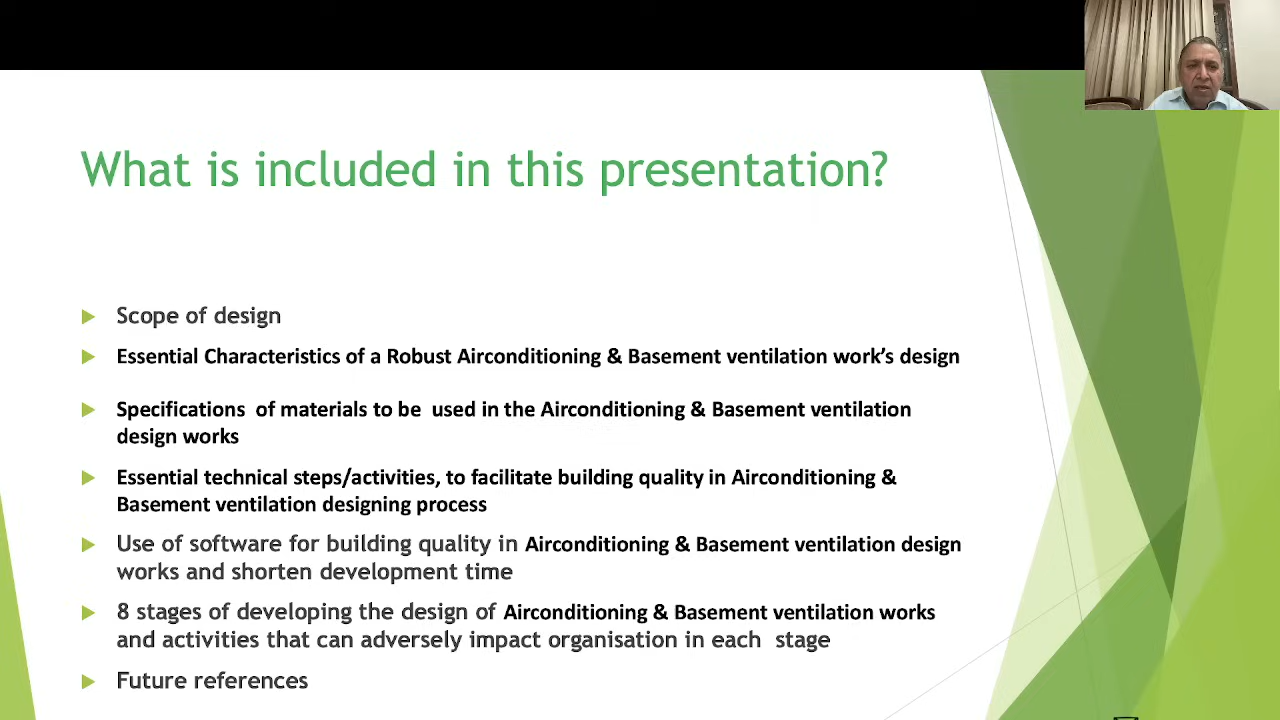 What is included in this presentation?
Scope of design
Essential Characteristics of a Robust Airconditioning & Basement ventilation work's design
Specifications of materials to be used in the Airconditioning & Basement ventilation
design works
Essential technical steps/activities, to facilitate building quality in Airconditioning &
Basement ventilation designing process
Use of software for building quality in Airconditioning & Basement ventilation design
works and shorten development time
8 stages of developing the design of Airconditioning & Basement ventilation works
and activities that can adversely impact organisation in each stage
Future references